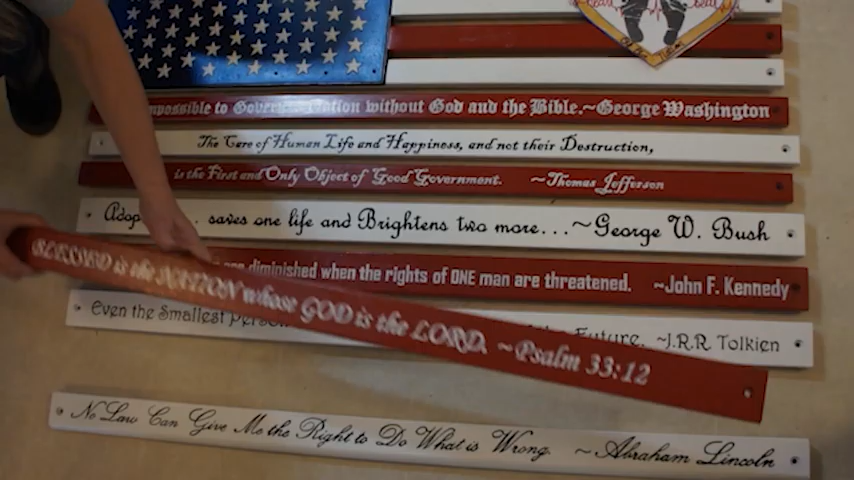 mpossible to Govern Nation without God and the Bible.~George Washington
The Care of Human Life and Happiness, and not their Destruction,
is the First and Only Object of Good Government. ~Thomas Jefferson
Adop . . saves one life and Brightens two more...~George W. Bush
diminished when the rights of ONE man are threatened. ~John F. Kennedy
BLESSED is the NATION whose GOD is the LORD. ~Psalm 33:12
Even the Smallest Person Future. ~J.R.R Tolkien
No Law Can Give Me the Right to Do What is Wrong. ~Abraham Lincoln